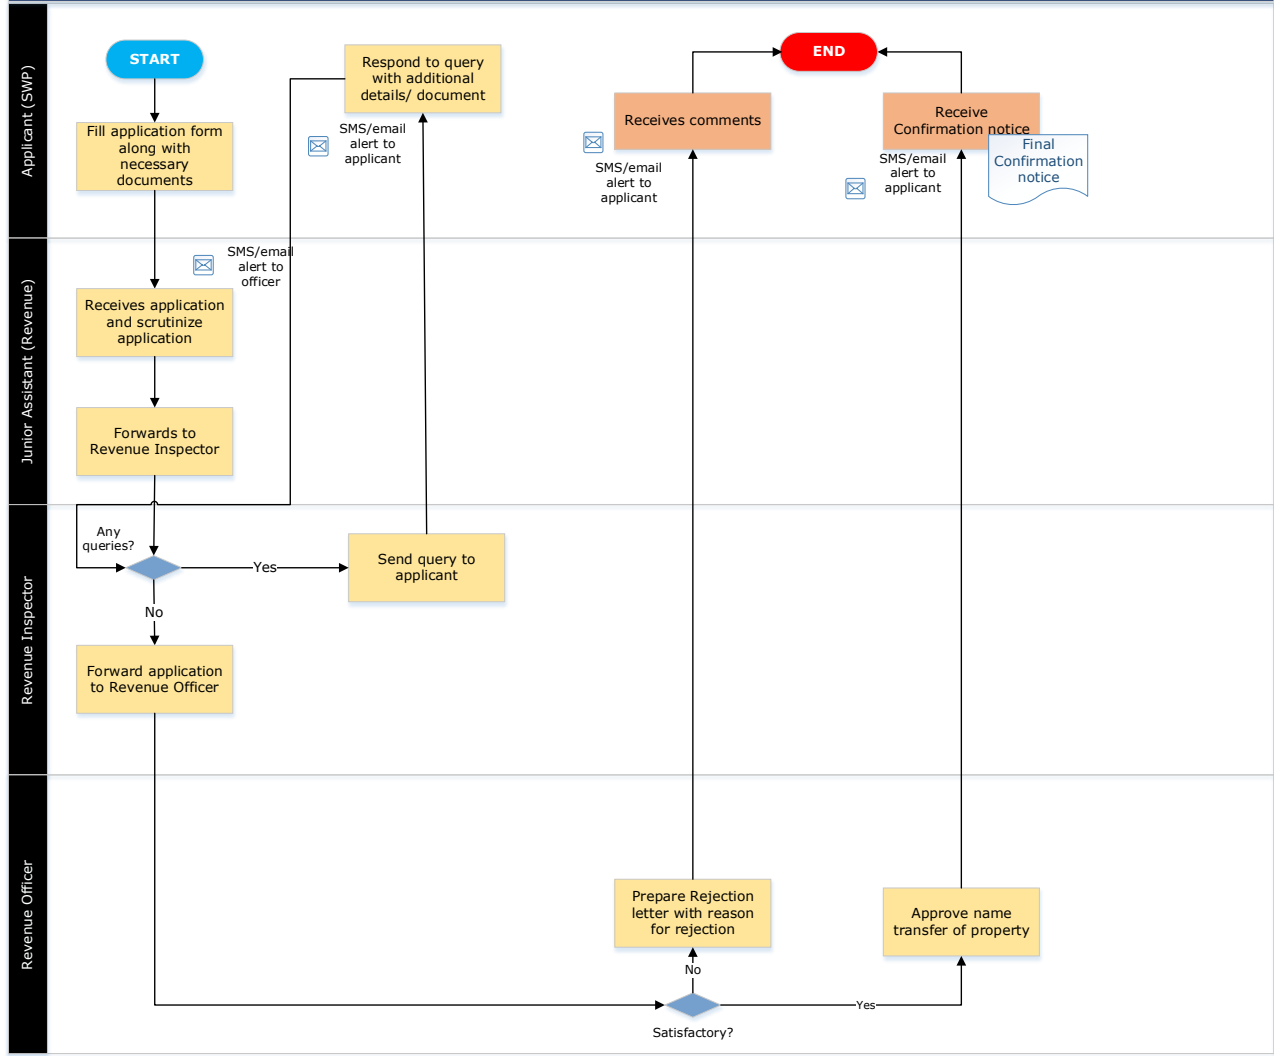 Applicant (SWP)
START
Fill application form
along with
necessary
documents
Respond to query
with additional
details/ document
SMS/email
alert to
applicant
END
Receives comments
SMS/email
alert to
applicant
Receive
Confirmation notice
Final
Confirmation
notice
SMS/email
alert to
applicant
Junior Assistant (Revenue)
SMS/email
alert to
officer
Receives application
and scrutinize
application
Forwards to
Revenue Inspector
Revenue Inspector
Any
queries?
Yes
Send query to
applicant
No
Forward application
to Revenue Officer
Revenue Officer
Prepare Rejection
letter with reason
for rejection
Approve name
transfer of property
No
Yes
Satisfactory?